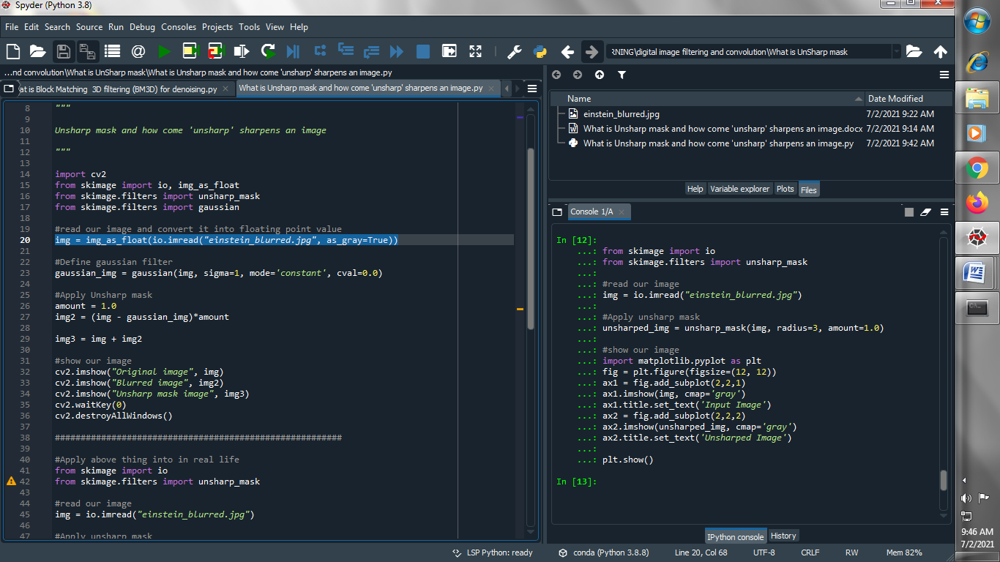 Spyder (Python 3.8)
File Edit Search Source Run Debug Consoles Projects Tools View Help
RNING\digital image filtering and convolution\What is UnSharp mask
...nd convolution\What is UnSharp mask\What is Unsharp mask and how come 'unsharp' sharpens an image.py
at is Block Matching 3D filtering (BM3D) for denoising.py
What is Unsharp mask and how come 'unsharp' sharpens an image.py
8 """
9
10 Unsharp mask and how come 'unsharp' sharpens an image
11
12 """
13
14 import cv2
15 from skimage import io, img_as_float
16 from skimage.filters import unsharp_mask
17 from skimage.filters import gaussian
18
19 #read our image and convert it into floating point value
20 img = img_as_float(io.imread("einstein_blurred.jpg", as_gray=True))
21
22 #Define gaussian filter
23 gaussian_img = gaussian(img, sigma=1, mode='constant', cval=0.0)
24
25 #Apply Unsharp mask
26 amount = 1.0
27 img2 = (img - gaussian_img)*amount
28
29 img3 = img + img2
30
31 #show our image
32 cv2.imshow("Original image", img)
33 cv2.imshow("Blurred image", img2)
34 cv2.imshow("Unsharp mask image", img3)
35 cv2.waitKey(0)
36 cv2.destroyAllWindows()
37
38 ########################################################
39
40 #Apply above thing into in real life
41 from skimage import io
42 from skimage.filters import unsharp_mask
43
44 #read our image
45 img = io.imread("einstein_blurred.jpg")
46
47 #Apply unsharp mask
Name Date Modified
einstein_blurred.jpg 7/2/2021 9:22 AM
What is Unsharp mask and how come 'unsharp' sharpens an image.docx 7/2/2021 9:14 AM
What is Unsharp mask and how come 'unsharp' sharpens an image.py 7/2/2021 9:42 AM
Help Variable explorer Plots Files
Console 1/A
In [12]:
...: from skimage import io
...: from skimage.filters import unsharp_mask
...:
...: #read our image
...: img = io.imread("einstein_blurred.jpg")
...:
...: #Apply unsharp mask
...: unsharped_img = unsharp_mask(img, radius=3, amount=1.0)
...:
...: #show our image
...: import matplotlib.pyplot as plt
...: fig = plt.figure(figsize=(12, 12))
...: ax1 = fig.add_subplot(2,2,1)
...: ax1.imshow(img, cmap='gray')
...: ax1.title.set_text('Input Image')
...: ax2 = fig.add_subplot(2,2,2)
...: ax2.imshow(unsharped_img, cmap='gray')
...: ax2.title.set_text('Unsharped Image')
...:
...: plt.show()
In [13]:
IPython console History
LSP Python: ready conda (Python 3.8.8) Line 20, Col 68 UTF-8 CRLF RW Mem 82%
9:46 AM
7/2/2021